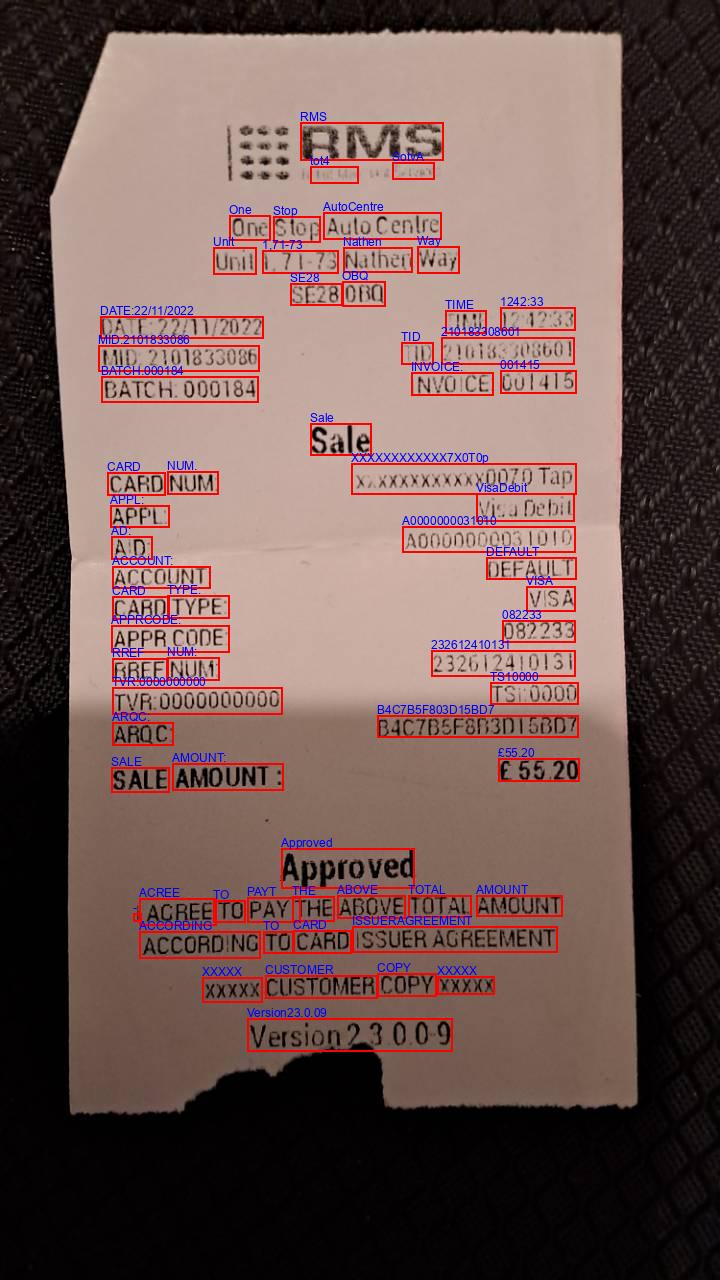 RMS
One Stop Auto Centre
Unit 1, 71-73 Nathen Way
SE28 0BQ
DATE:22/11/2022 TIME 12:42:33
MID: 2101833086 TID 210183308601
BATCH: 000184 INVOICE: 001415
Sale
CARD NUM: xxxxxxxxxxxx0070 Tap
APPL: Visa Debit
AID: A0000000031010
ACCOUNT: DEFAULT
CARD TYPE: VISA
APPR CODE: 082233
RREF NUM: 232612410131
TVR:0000000000 TSI:0000
ARQC: B4C7B5F8B3D15BD7
SALE AMOUNT : £ 55.20
Approved
I AGREE TO PAY THE ABOVE TOTAL AMOUNT
ACCORDING TO CARD ISSUER AGREEMENT
xxxxx CUSTOMER COPY xxxxx
Version 2.3.0.0-9